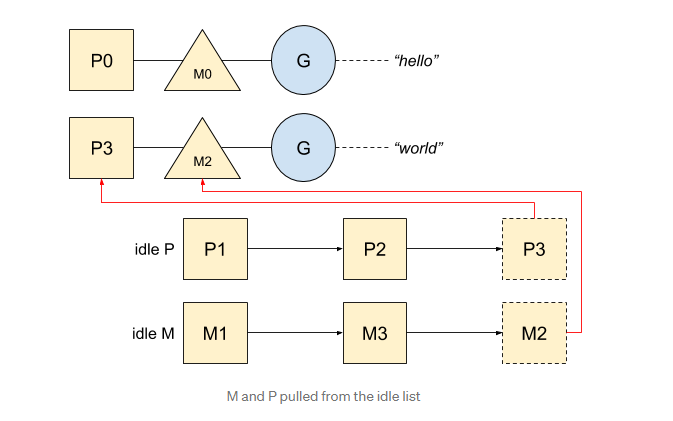 P0 M0 G “hello”
P3 M2 G “world”
idle P P1 P2 P3
idle M M1 M3 M2
M and P pulled from the idle list